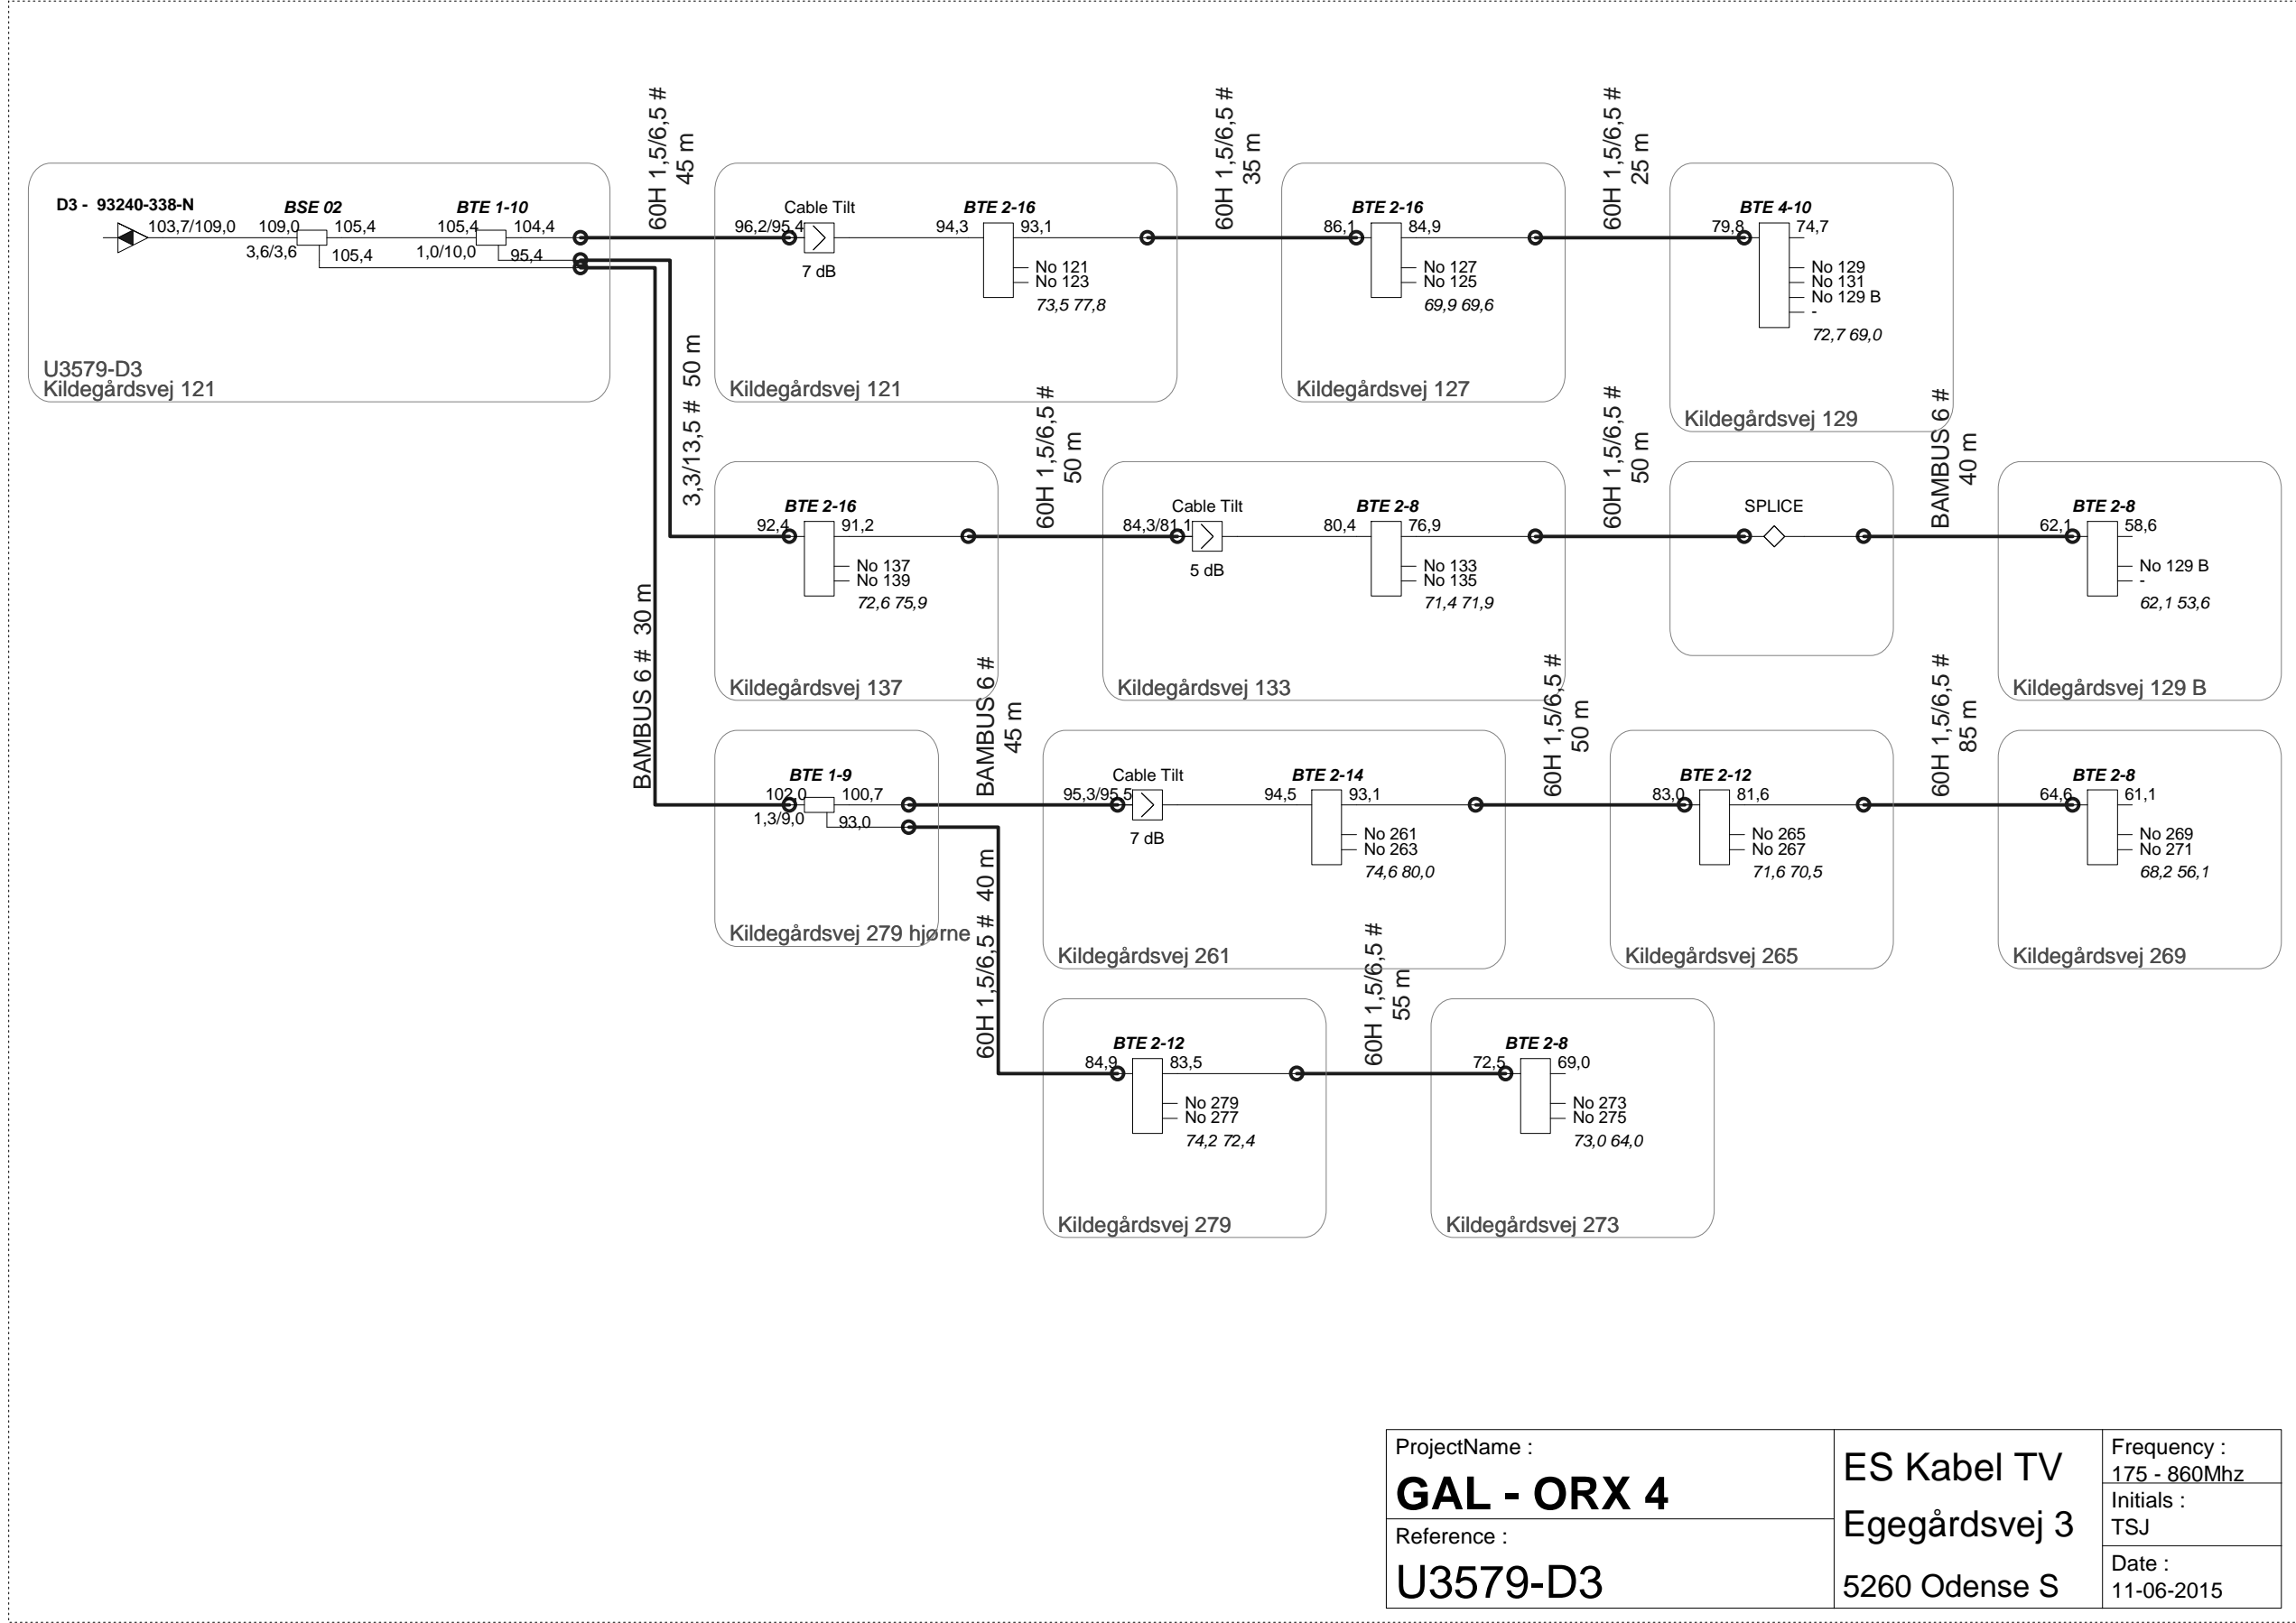 60H 1,5/6,5 #
45 m
60H 1,5/6,5 #
35 m
60H 1,5/6,5 #
25 m
D3 - 93240-338-N
103,7/109,0
BSE 02
109,0
105,4
3,6/3,6
105,4
BTE 1-10
105,4
104,4
1,0/10,0
95,4
U3579-D3
Kildegårdsvej 121
Cable Tilt
96,2/95,4
7 dB
BTE 2-16
94,3
93,1
No 121
No 123
73,5 77,8
Kildegårdsvej 121
BTE 2-16
86,1
84,9
No 127
No 125
69,9 69,6
Kildegårdsvej 127
BTE 4-10
79,8
74,7
No 129
No 131
No 129 B
-
72,7 69,0
Kildegårdsvej 129
3,3/13,5 # 50 m
60H 1,5/6,5 #
50 m
60H 1,5/6,5 #
50 m
BAMBUS 6 #
40 m
BTE 2-16
92,4
91,2
No 137
No 139
72,6 75,9
Kildegårdsvej 137
Cable Tilt
84,3/81,1
5 dB
BTE 2-8
80,4
76,9
No 133
No 135
71,4 71,9
Kildegårdsvej 133
SPLICE
BTE 2-8
62,1
58,6
No 129 B
-
62,1 53,6
Kildegårdsvej 129 B
BAMBUS 6 # 30 m
BAMBUS 6 #
45 m
60H 1,5/6,5 #
50 m
60H 1,5/6,5 #
85 m
BTE 1-9
102,0
100,7
1,3/9,0
93,0
Kildegårdsvej 279 hjørne
Cable Tilt
95,3/95,5
7 dB
BTE 2-14
94,5
93,1
No 261
No 263
74,6 80,0
Kildegårdsvej 261
BTE 2-12
83,0
81,6
No 265
No 267
71,6 70,5
Kildegårdsvej 265
BTE 2-8
64,6
61,1
No 269
No 271
68,2 56,1
Kildegårdsvej 269
60H 1,5/6,5 # 40 m
60H 1,5/6,5 #
55 m
BTE 2-12
84,9
83,5
No 279
No 277
74,2 72,4
Kildegårdsvej 279
BTE 2-8
72,5
69,0
No 273
No 275
73,0 64,0
Kildegårdsvej 273
ProjectName :
GAL - ORX 4
Reference :
U3579-D3
ES Kabel TV
Egegårdsvej 3
5260 Odense S
Frequency :
175 - 860Mhz
Initials :
TSJ
Date :
11-06-2015